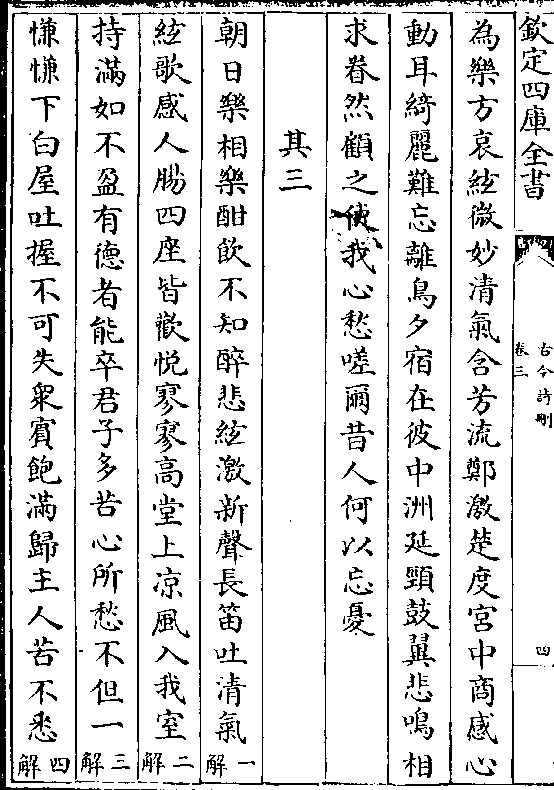 欽定四庫全書
古今詩刪
卷三
四
為樂方哀絃微妙清氣含芳流鄭激楚度宮中商感心
動耳綺麗難忘離鳥夕宿在彼中洲延頸鼓翼悲鳴相
求眷然顧之使我心愁嗟爾昔人何以忘憂
其三
朝日樂相樂酣飲不知醉悲絃激新聲長笛吐清氣一解
絃歌感人腸四座皆歡悅寥寥高堂上凉風入我室二解
持滿如不盈有德者能卒君子多苦心所愁不但一三解
慊慊下白屋吐握不可失衆賓飽滿歸主人苦不悉四解